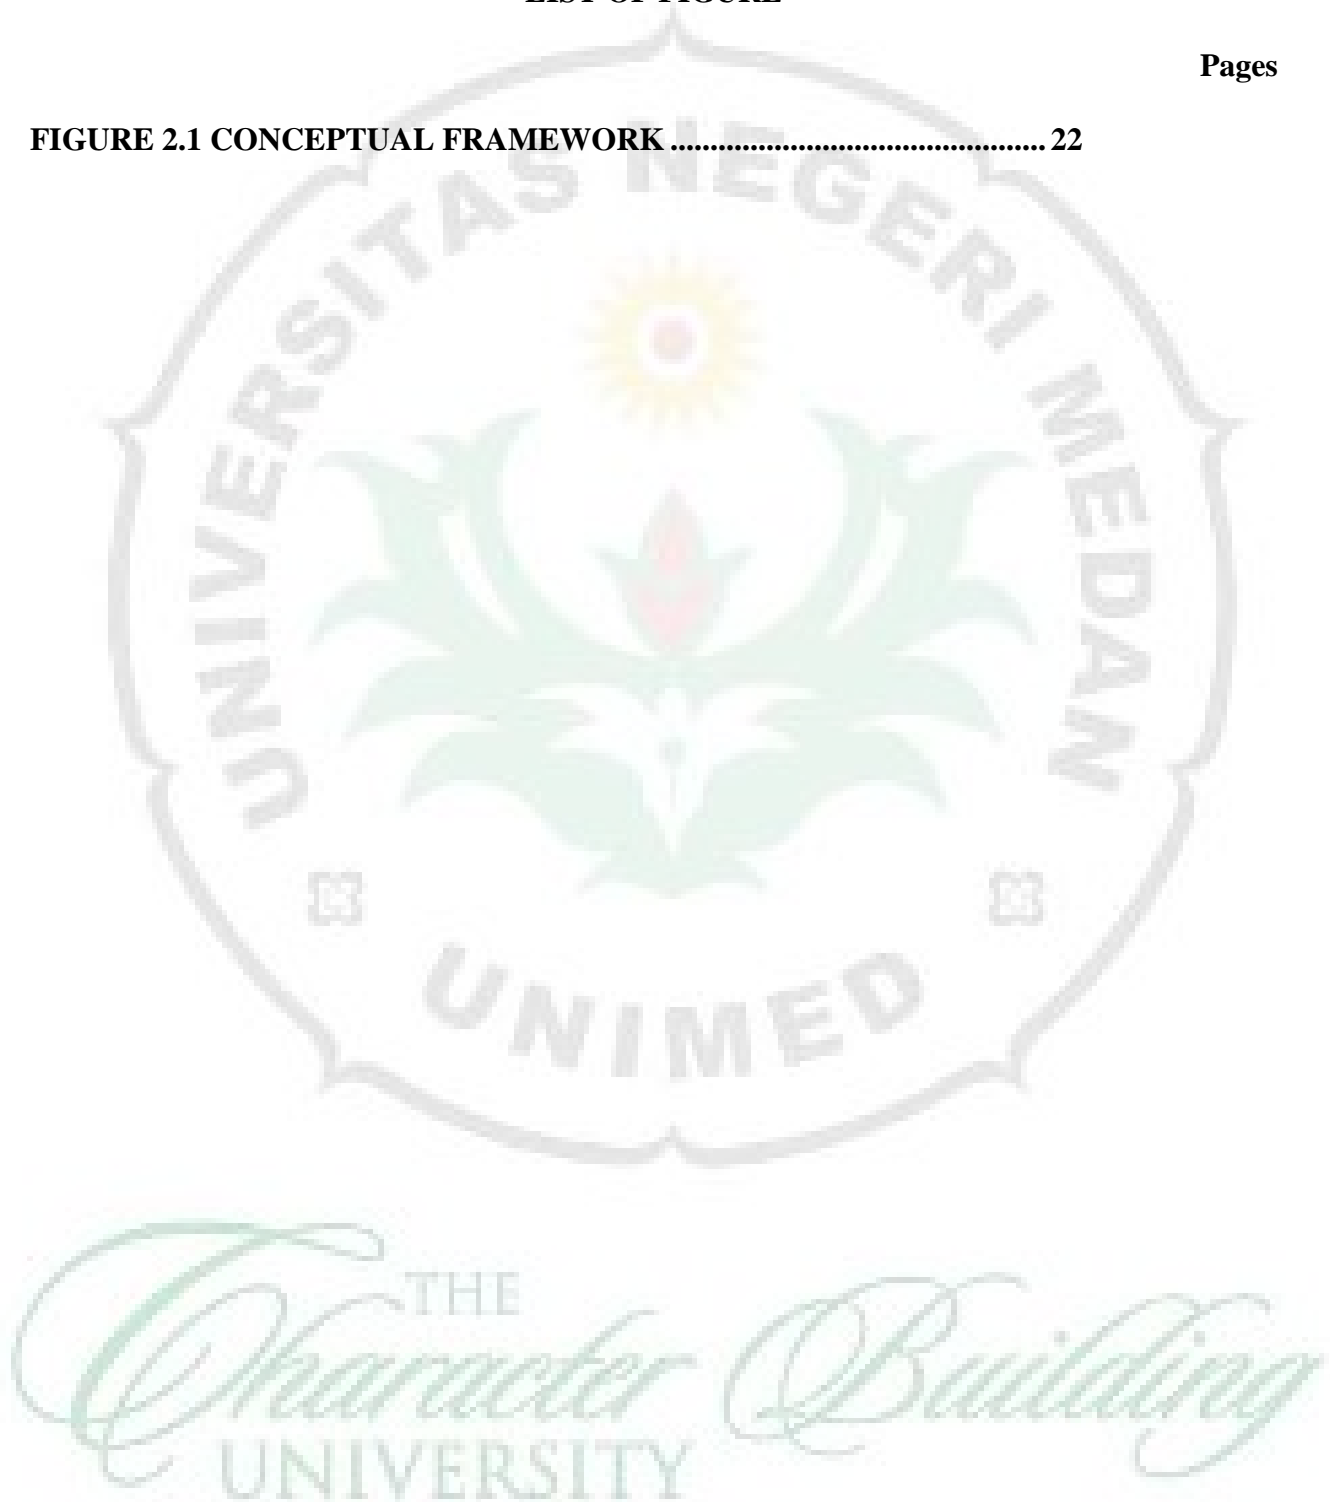 LIST OF FIGURE
Pages
FIGURE 2.1 CONCEPTUAL FRAMEWORK ............................................... 22
UNIVERSITAS NEGERI MEDAN
UNIMED
THE
Character Building
UNIVERSITY